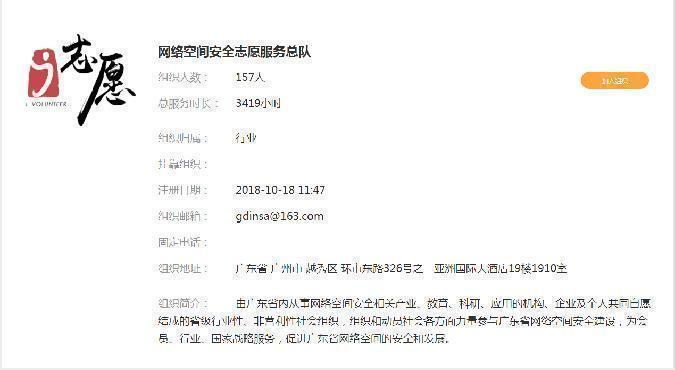 网络空间安全志愿服务总队
志愿
VOLUNTEER
组织人数： 157人
总服务时长： 3419小时
组织归属： 行业
挂靠组织：
注册日期： 2018-10-18 11:47
组织邮箱： gdinsa@163.com
固定电话：
组织地址： 广东省 广州市 越秀区 环市东路326号之一亚洲国际大酒店19楼1910室
组织简介： 由广东省内从事网络空间安全相关产业、教育、科研、应用的机构、企业及个人共同自愿
结成的省级行业性、非营利性社会组织，组织和动员社会各方面力量参与广东省网络空间安全建设，为会
员、行业、国家战略服务，促进广东省网络空间的安全和发展。